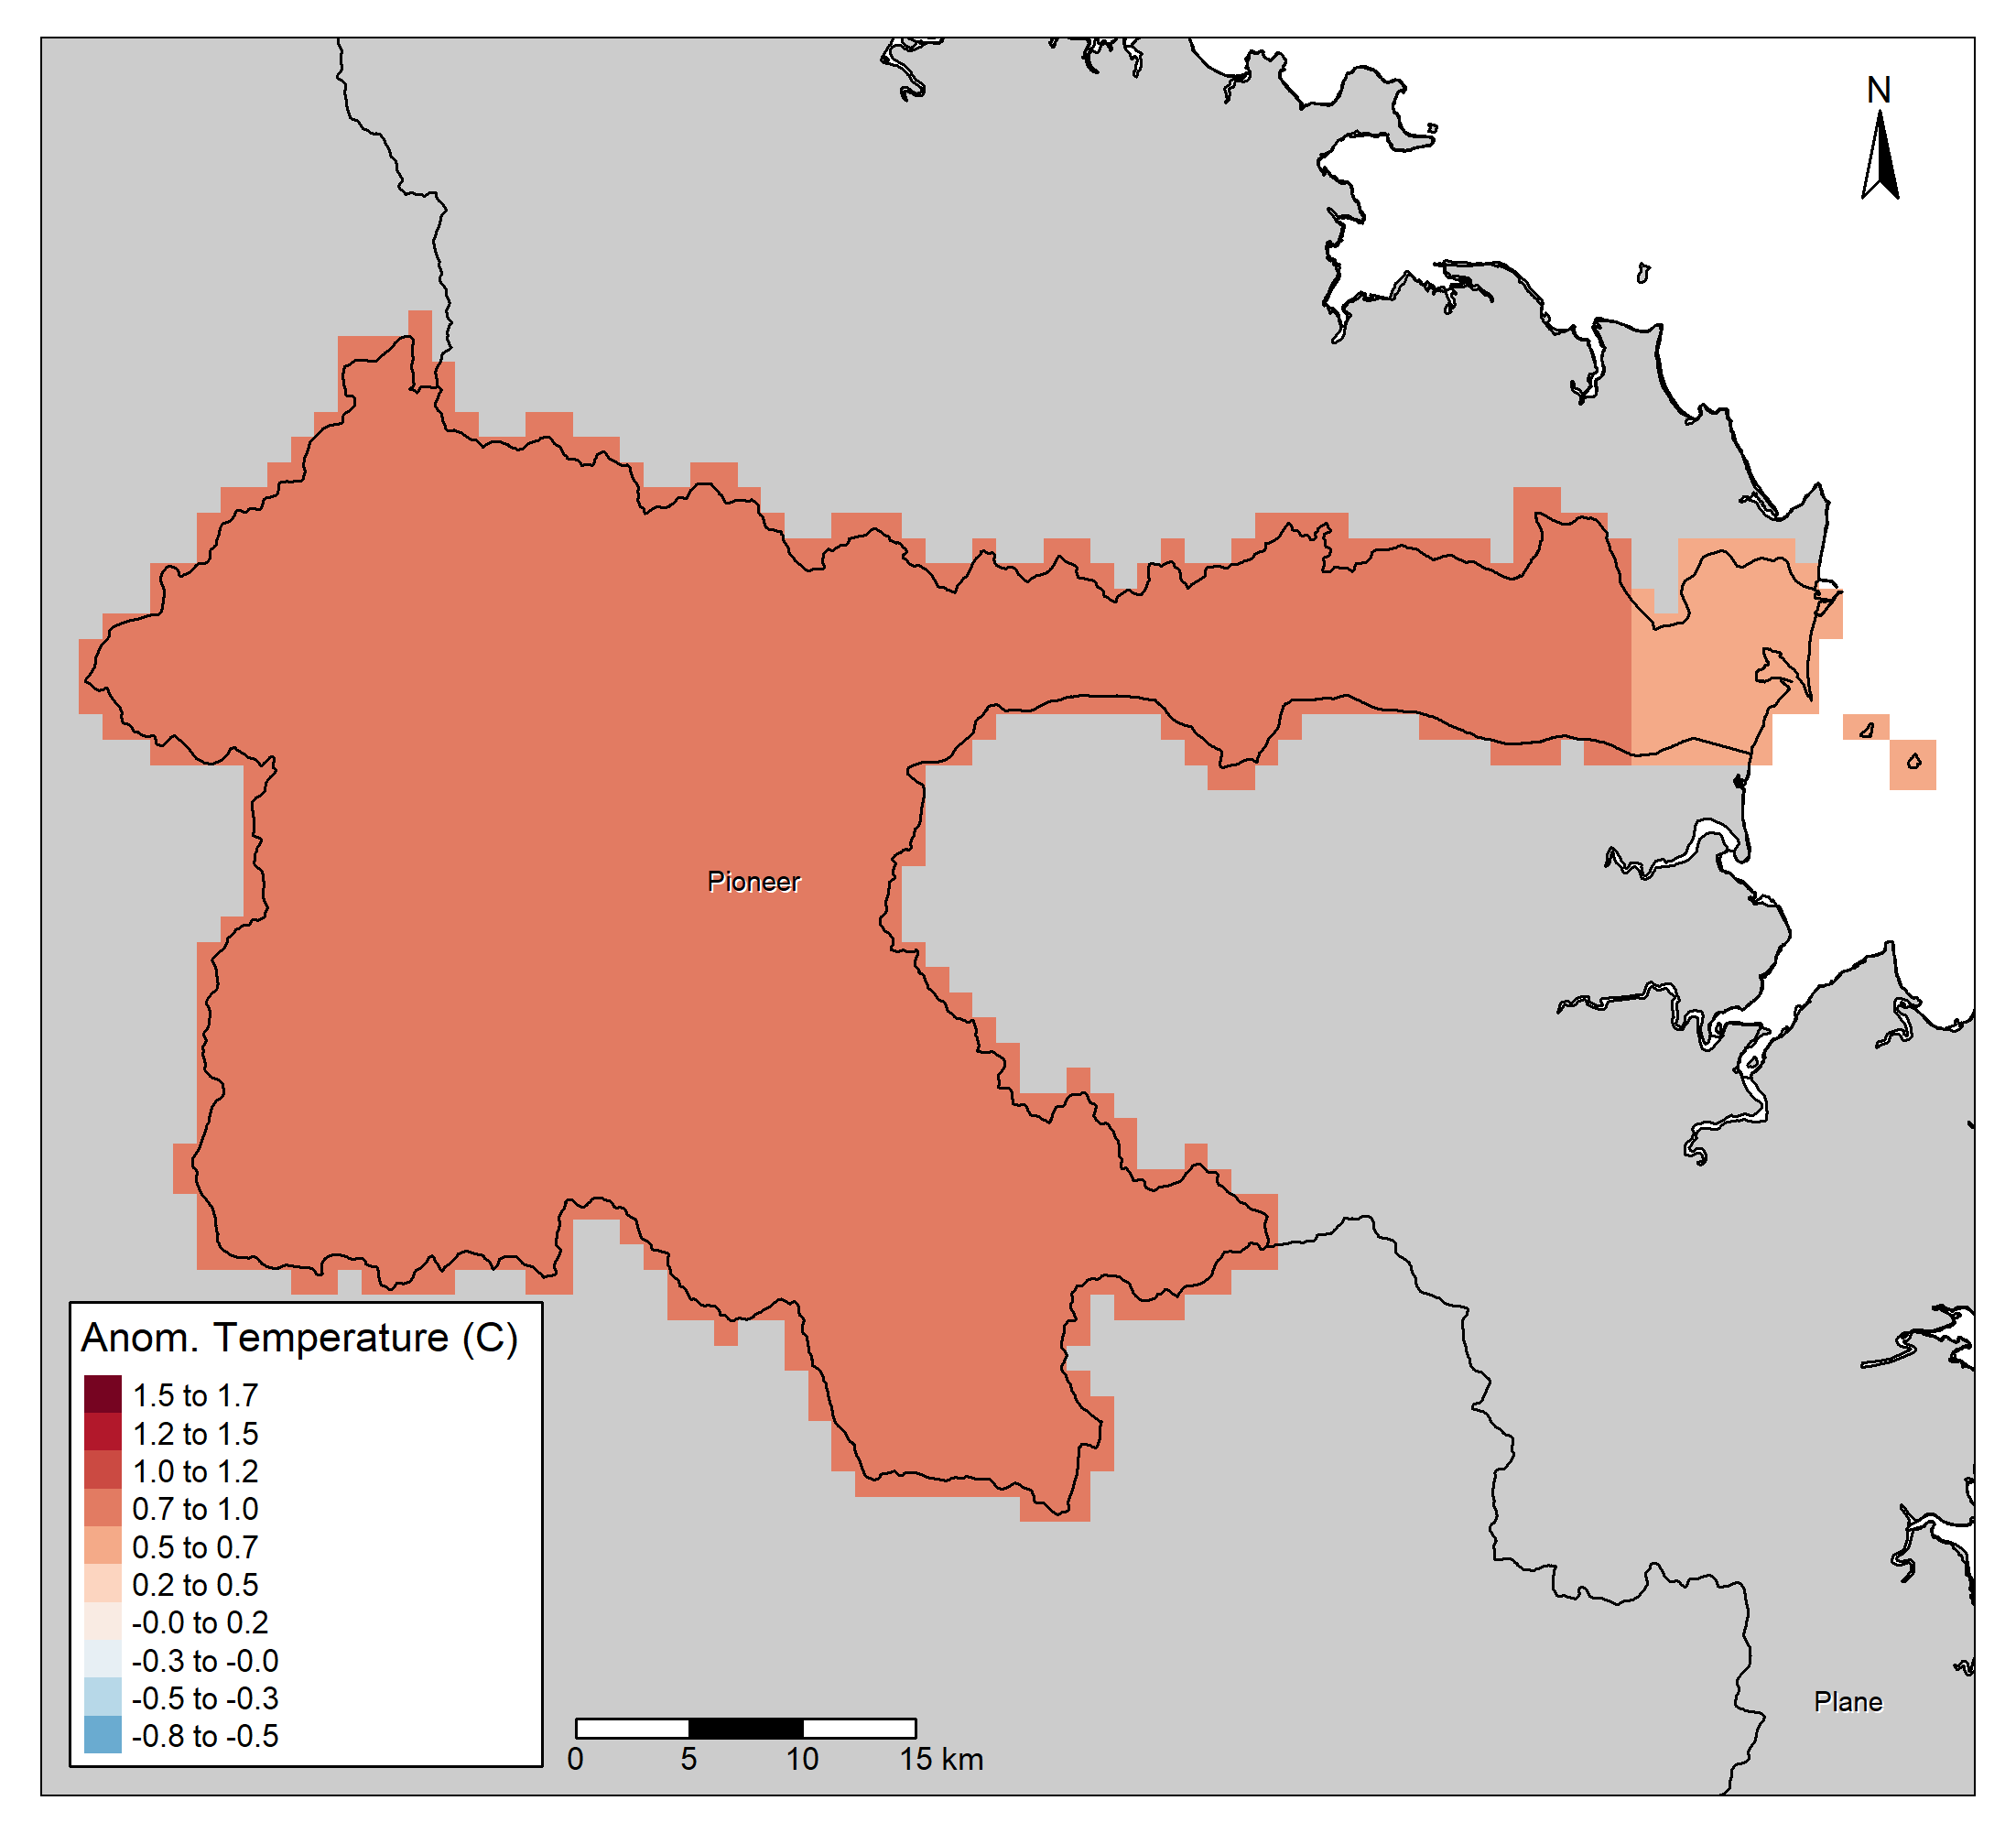 N
Pioneer
Anom. Temperature (C)
1.5 to 1.7
1.2 to 1.5
1.0 to 1.2
0.7 to 1.0
0.5 to 0.7
0.2 to 0.5
-0.0 to 0.2
-0.3 to -0.0
-0.5 to -0.3
-0.8 to -0.5
Plane
0 5 10 15 km